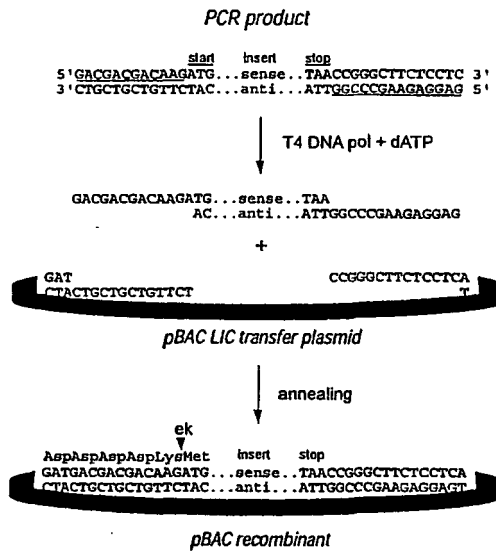 PCR product
start insert stop
5'GACGACGACAAGATG...sense..TAACCGGGCTTCTCCTC 3'
3'CTGCTGCTGTTCTAC...anti...ATTGGCCCGAAGAGGAG 5'
T4 DNA pol + dATP
GACGACGACAAGATG...sense..TAA
AC...anti...ATTGGCCCGAAGAGGAG
+
GAT CCGGGCTTCTCCTCA
CTACTGCTGCTGTTCT T
pBAC LIC transfer plasmid
annealing
ek
AspAspAspAspLysMet insert stop
GATGACGACGACAAGATG...sense...TAACCGGGCTTCTCCTCA
CTACTGCTGCTGTTCTAC...anti...ATTGGCCCGAAGAGGAGT
pBAC recombinant